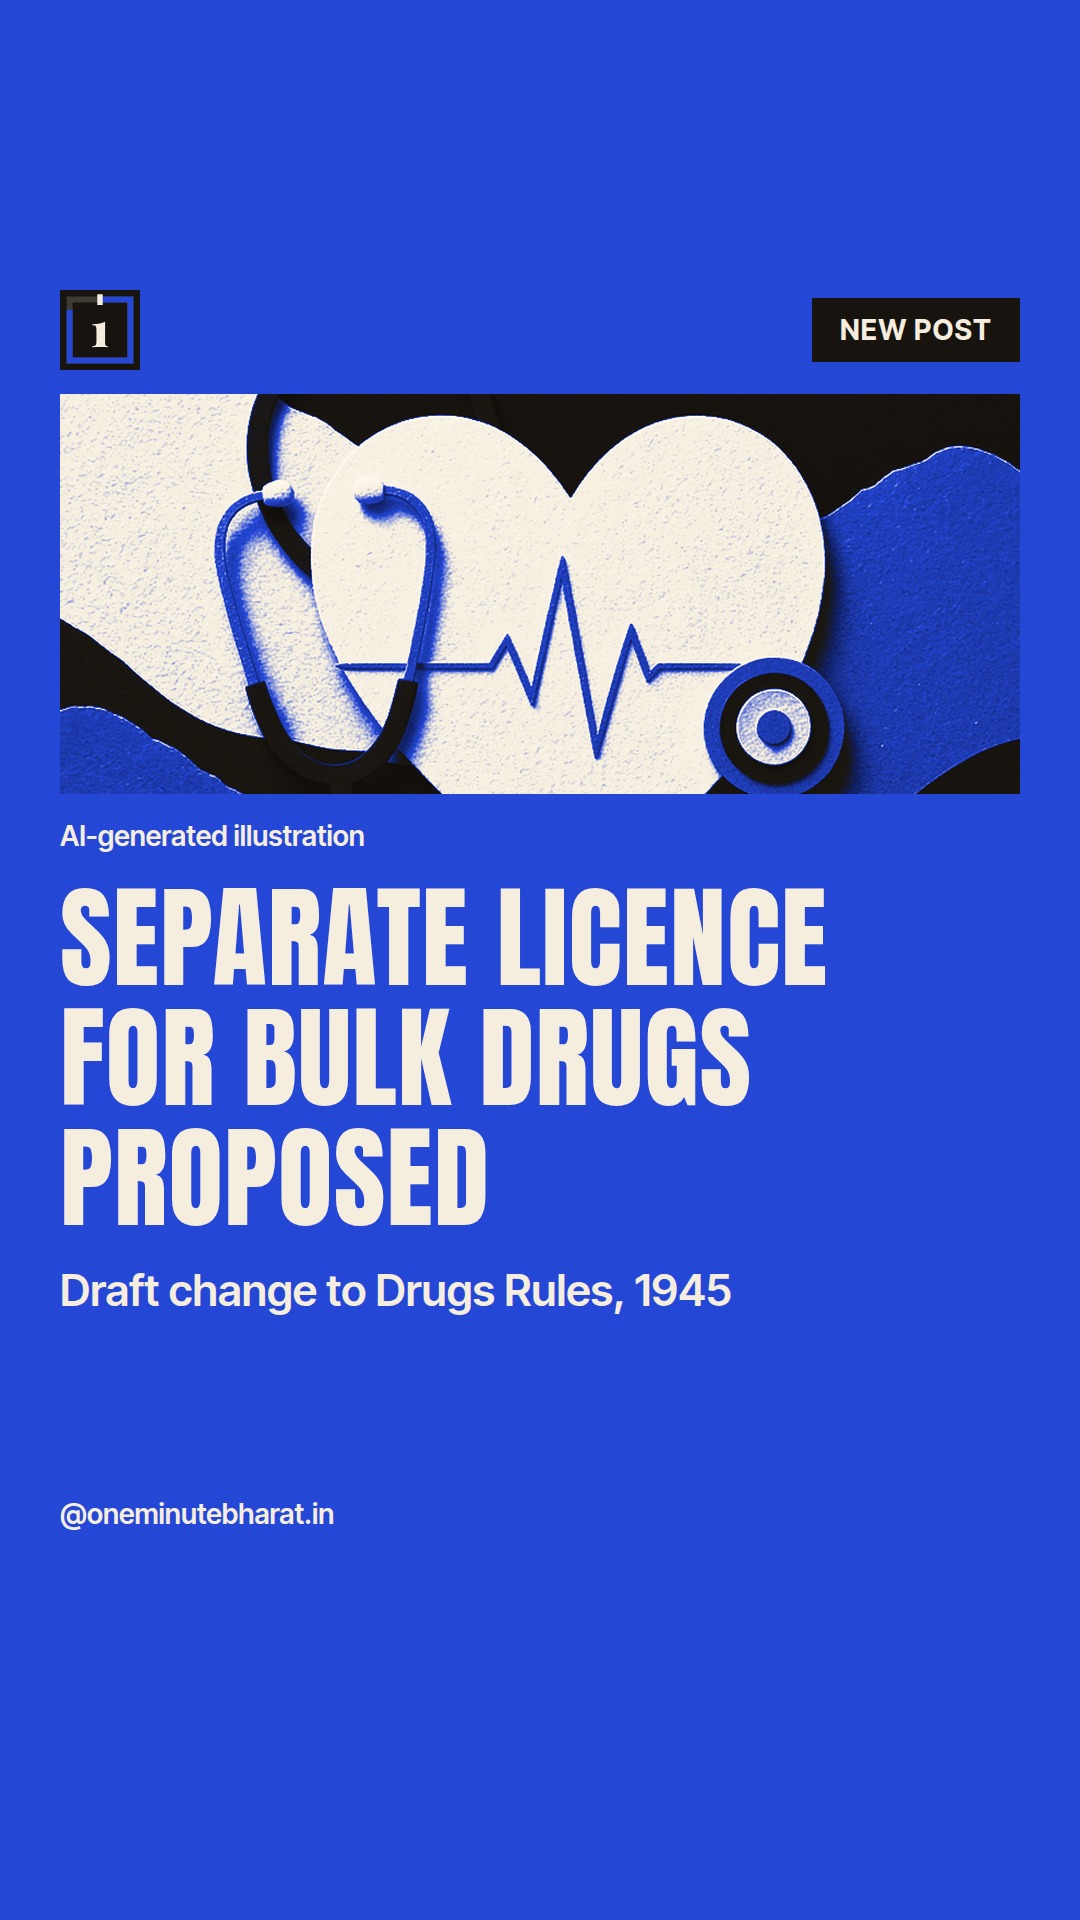 ı
NEW POST
AI-generated illustration
SEPARATE LICENCE
FOR BULK DRUGS
PROPOSED
Draft change to Drugs Rules, 1945
@oneminutebharat.in